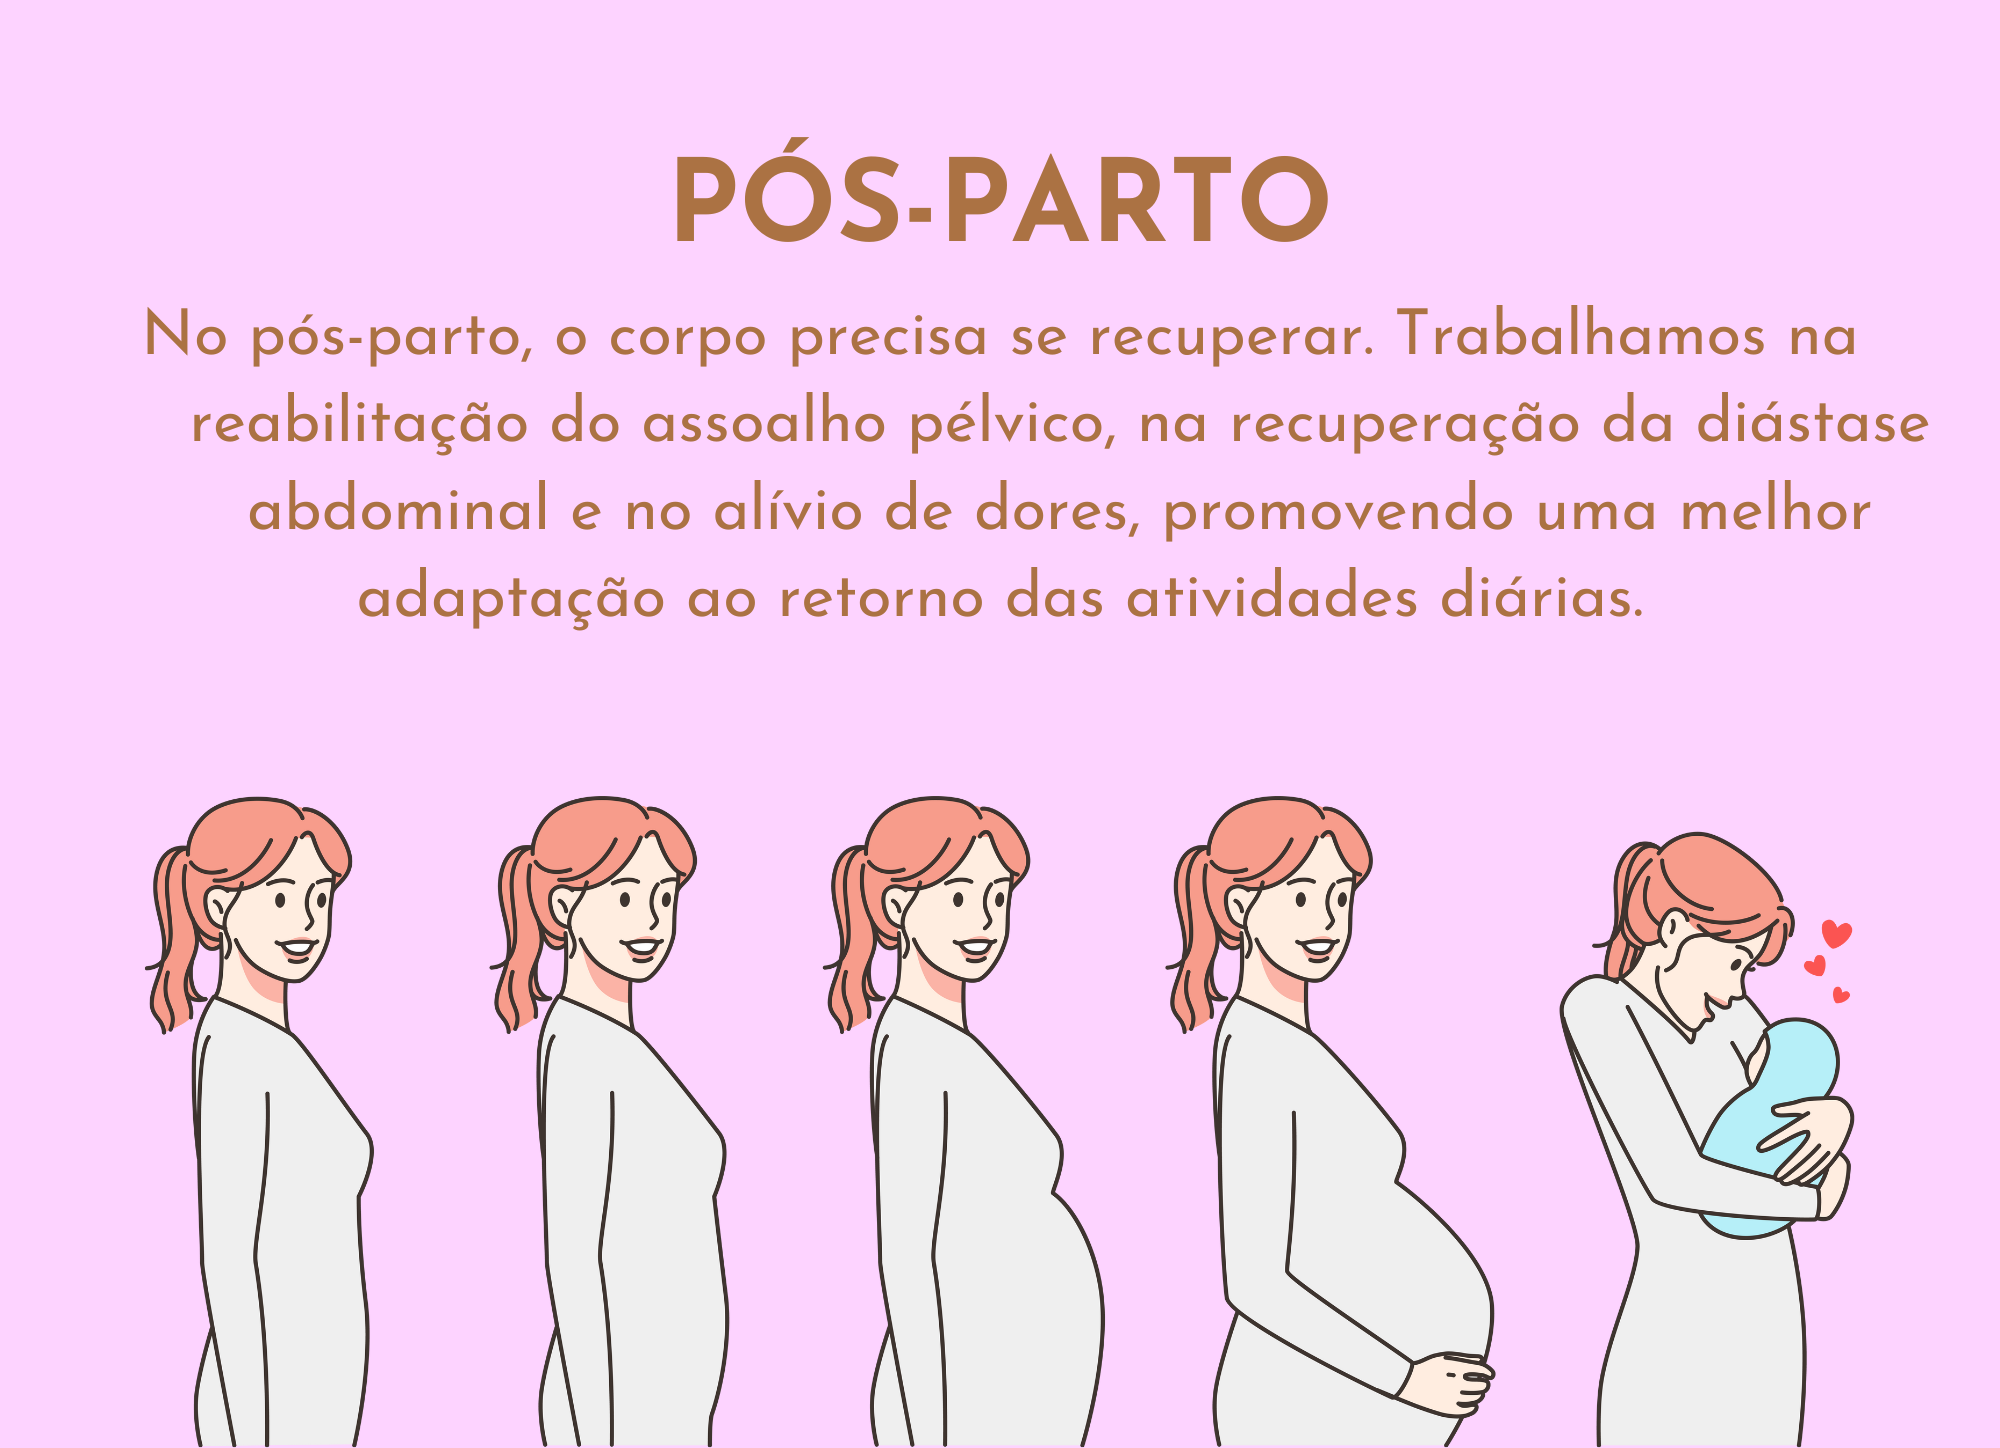 PÓS-PARTO
No pós-parto, o corpo precisa se recuperar. Trabalhamos na
reabilitação do assoalho pélvico, na recuperação da diástase
abdominal e no alívio de dores, promovendo uma melhor
adaptação ao retorno das atividades diárias.